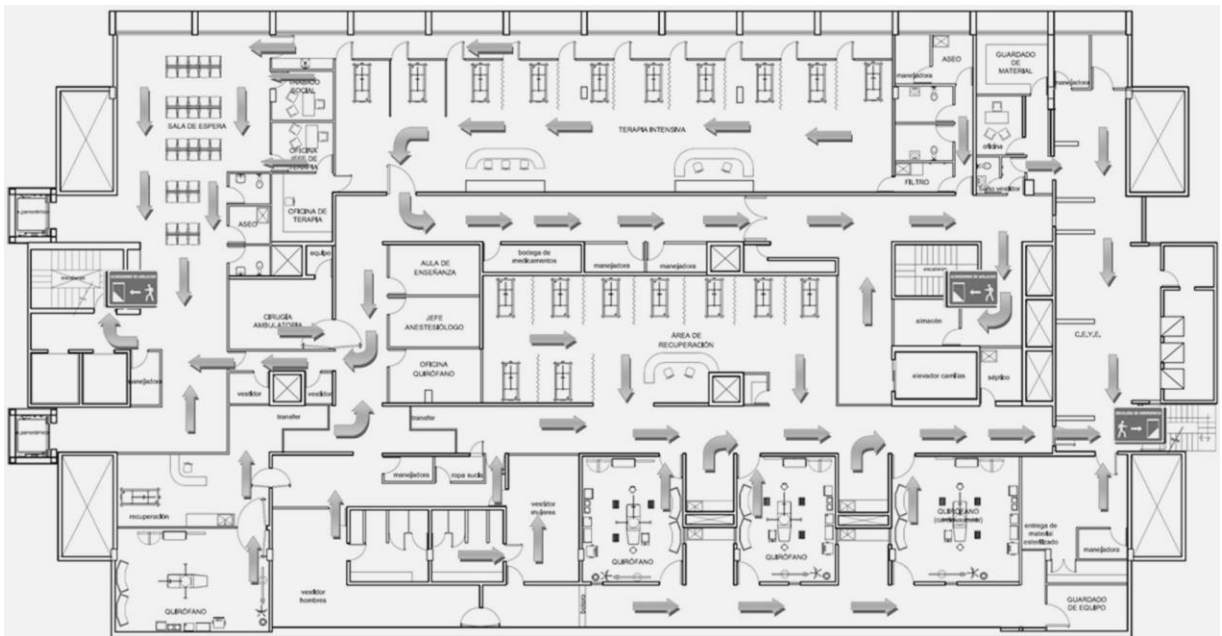 ASEO
manejadora
GUARDADO
DE
MATERIAL
manejadora
TRABAJO
SOCIAL
SALA DE ESPERA
TERAPIA INTENSIVA
oficina
OFICINA
JEFE DE
TERAPIA
FILTRO
OFICINA DE
TERAPIA
ASEO
equipo
bodega de
medicamentos
manejadora
manejadora
AULA DE
ENSEÑANZA
escaleras
escaleras
CIRUGÍA
AMBULATORIA
JEFE
ANESTESIÓLOGO
ÁREA DE
RECUPERACIÓN
almacén
C.E.Y.E.
OFICINA
QUIRÓFANO
manejadora
elevador camillas
séptico
vestidor
vestidor
transfer
transfer
manejadora
ropa sucia
recuperación
vestidor
mujeres
QUIRÓFANO
QUIRÓFANO
QUIRÓFANO
entrega de
material
esterilizado
manejadora
QUIRÓFANO
vestidor
hombres
GUARDADO
DE EQUIPO